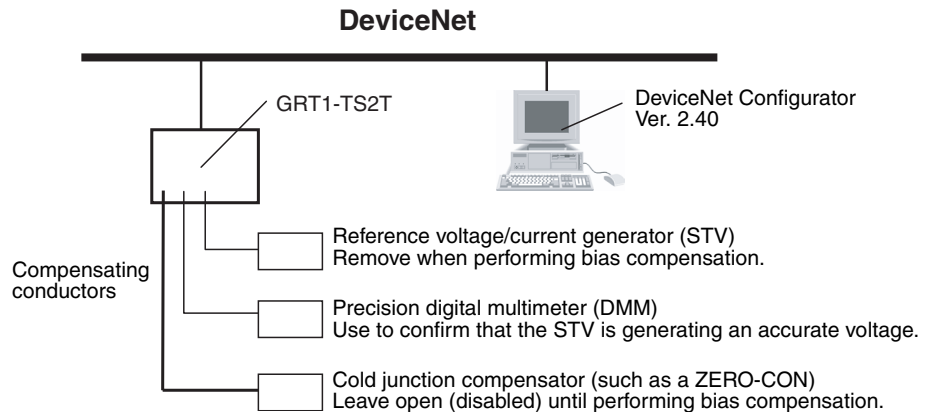 DeviceNet
GRT1-TS2T
DeviceNet Configurator
Ver. 2.40
Reference voltage/current generator (STV)
Remove when performing bias compensation.
Compensating
conductors
Precision digital multimeter (DMM)
Use to confirm that the STV is generating an accurate voltage.
Cold junction compensator (such as a ZERO-CON)
Leave open (disabled) until performing bias compensation.